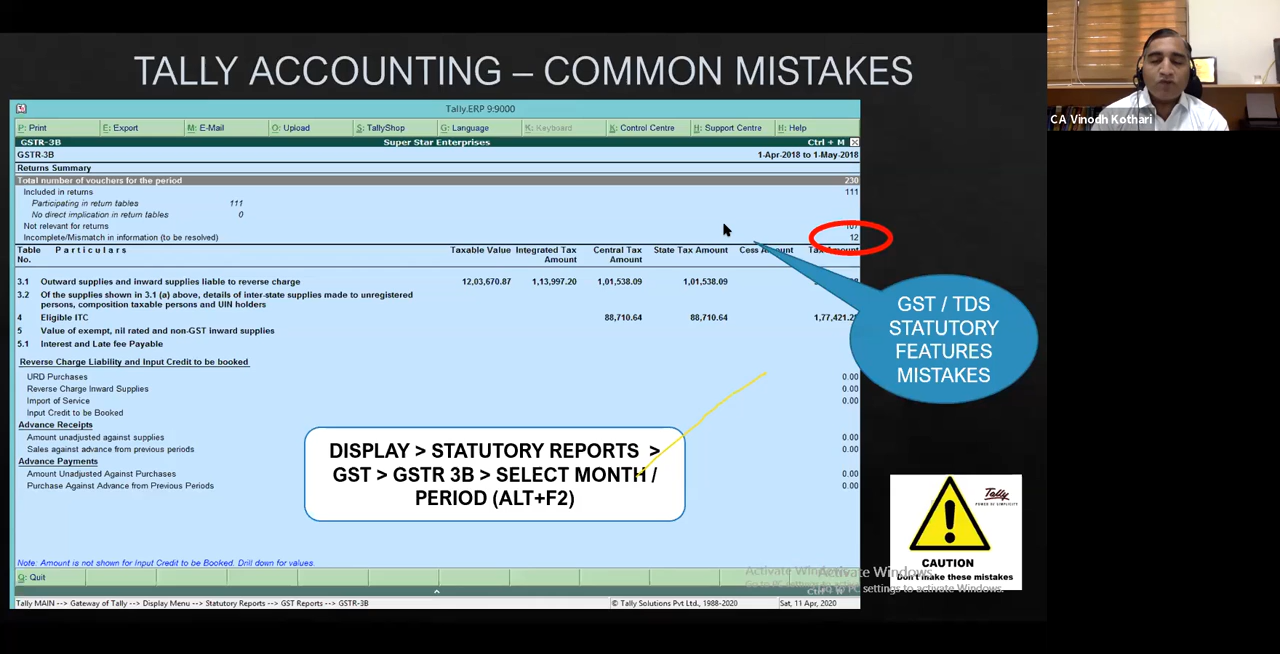 TALLY ACCOUNTING – COMMON MISTAKES
CA Vinodh Kothari
Tally.ERP 9:9000
P: Print E: Export M: E-Mail O: Upload S: TallyShop G: Language K: Keyboard K: Control Centre H: Support Centre H: Help
GSTR-3B Super Star Enterprises Ctrl + M
GSTR-3B 1-Apr-2018 to 1-May-2018
Returns Summary
Total number of vouchers for the period 230
Included in returns 111
Participating in return tables 111
No direct implication in return tables 0
Not relevant for returns 107
Incomplete/Mismatch in information (to be resolved) 12
Table Particulars Taxable Value Integrated Tax Central Tax State Tax Amount Cess Amount Tax Amount
No. Amount Amount
3.1 Outward supplies and inward supplies liable to reverse charge 12,03,670.87 1,13,997.20 1,01,538.09 1,01,538.09
3.2 Of the supplies shown in 3.1 (a) above, details of inter-state supplies made to unregistered
persons, composition taxable persons and UIN holders
4 Eligible ITC 88,710.64 88,710.64
5 Value of exempt, nil rated and non-GST inward supplies
5.1 Interest and Late fee Payable
Reverse Charge Liability and Input Credit to be booked
URD Purchases 0.00
Reverse Charge Inward Supplies 0.00
Import of Service 0.00
Input Credit to be Booked
Advance Receipts
Amount unadjusted against supplies 0.00
Sales against advance from previous periods 0.00
Advance Payments
Amount Unadjusted Against Purchases 0.00
Purchase Against Advance from Previous Periods 0.00
Note: Amount is not shown for Input Credit to be Booked. Drill down for values.
Q: Quit
Tally MAIN --> Gateway of Tally --> Display Menu --> Statutory Reports --> GST Reports --> GSTR-3B © Tally Solutions Pvt Ltd., 1988-2020 Sat, 11 Apr, 2020
Ctrl + N
GST / TDS
STATUTORY
FEATURES
MISTAKES
DISPLAY > STATUTORY REPORTS >
GST > GSTR 3B > SELECT MONTH /
PERIOD (ALT+F2)
Tally
POWER OF SIMPLICITY
CAUTION
Don't make these mistakes
Activate Windows
settings to activate Windows.